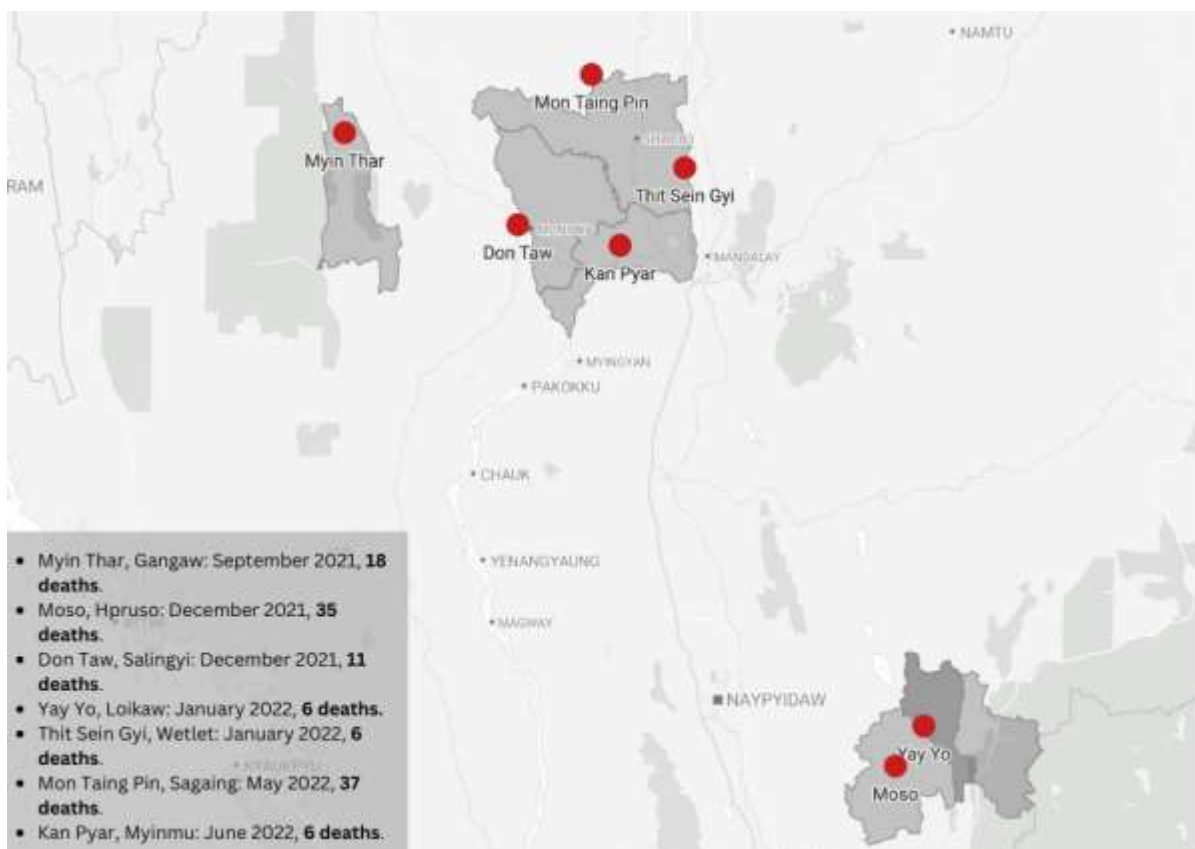 NAMTU
Mon Taing Pin
Myin Thar
RAM
Thit Sein Gyi
Don Taw
Kan Pyar
MANDALAY
MYINGYAN
PAKOKKU
CHAUK
YENANGYAUNG
MAGWAY
NAYPYIDAW
Yay Yo
Moso
• Myin Thar, Gangaw: September 2021, 18
deaths.
• Moso, Hpruso: December 2021, 35
deaths.
• Don Taw, Salingyi: December 2021, 11
deaths.
• Yay Yo, Loikaw: January 2022, 6 deaths.
• Thit Sein Gyi, Wetlet: January 2022, 6
deaths.
• Mon Taing Pin, Sagaing: May 2022, 37
deaths.
• Kan Pyar, Myinmu: June 2022, 6 deaths.